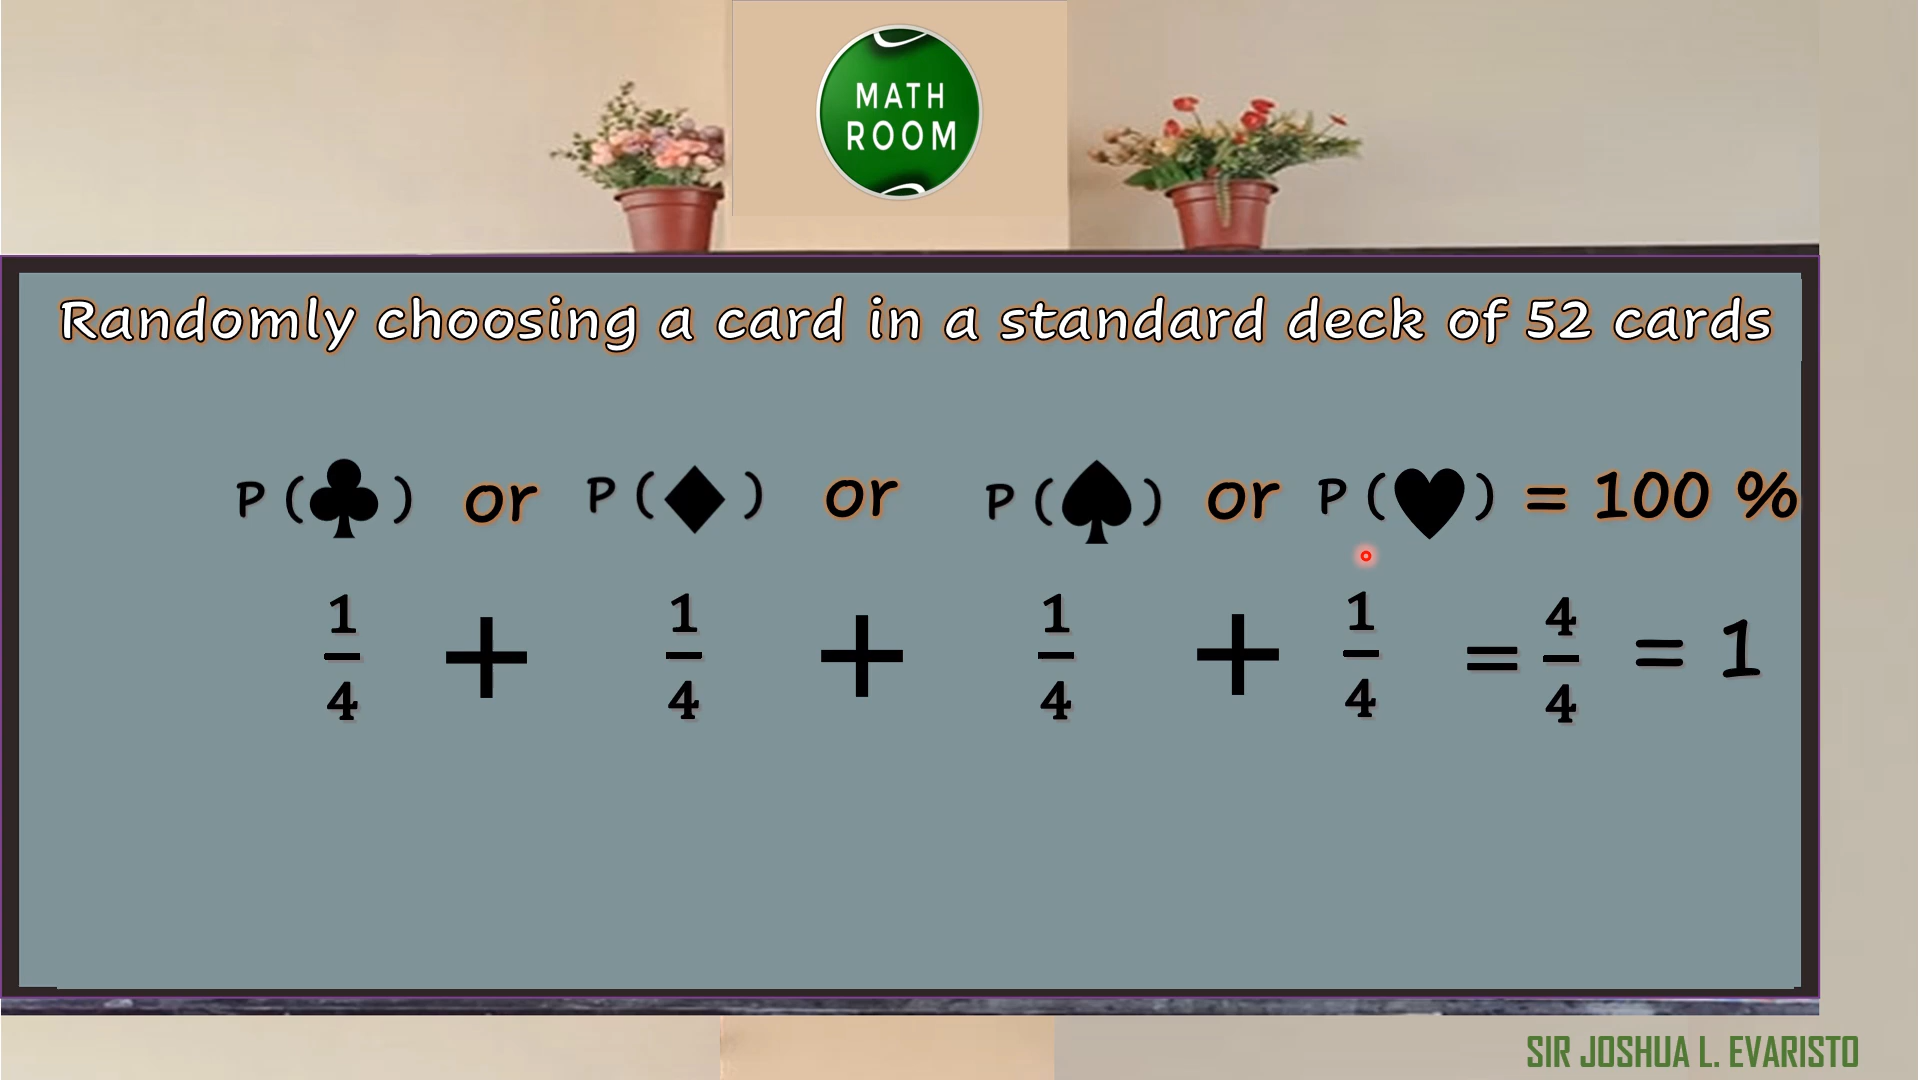 MATH
ROOM
Randomly choosing a card in a standard deck of 52 cards
P (♣) or P (♦) or P (♠) or P (♥) = 100 %
1/4 + 1/4 + 1/4 + 1/4 = 4/4 = 1
SIR JOSHUA L. EVARISTO